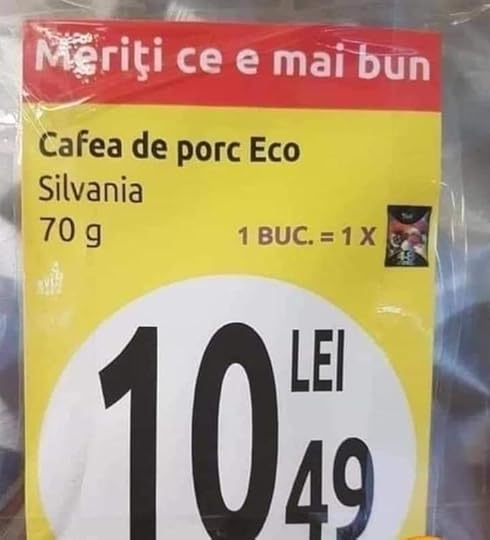 Meriţi ce e mai bun
Cafea de porc Eco
Silvania
70 g
1 BUC. = 1 X
10 LEI
49